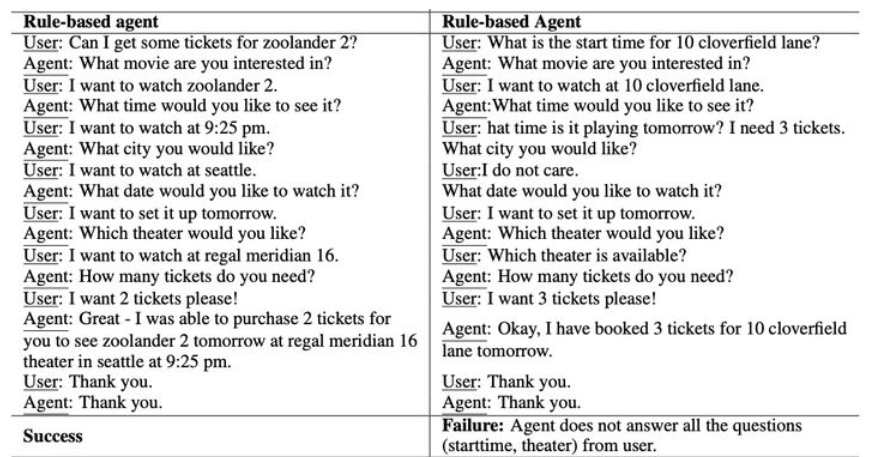 Rule-based agent
User: Can I get some tickets for zoolander 2?
Agent: What movie are you interested in?
User: I want to watch zoolander 2.
Agent: What time would you like to see it?
User: I want to watch at 9:25 pm.
Agent: What city you would like?
User: I want to watch at seattle.
Agent: What date would you like to watch it?
User: I want to set it up tomorrow.
Agent: Which theater would you like?
User: I want to watch at regal meridian 16.
Agent: How many tickets do you need?
User: I want 2 tickets please!
Agent: Great - I was able to purchase 2 tickets for
you to see zoolander 2 tomorrow at regal meridian 16
theater in seattle at 9:25 pm.
User: Thank you.
Agent: Thank you.
Success
Rule-based Agent
User: What is the start time for 10 cloverfield lane?
Agent: What movie are you interested in?
User: I want to watch at 10 cloverfield lane.
Agent:What time would you like to see it?
User: hat time is it playing tomorrow? I need 3 tickets.
What city you would like?
User:I do not care.
What date would you like to watch it?
User: I want to set it up tomorrow.
Agent: Which theater would you like?
User: Which theater is available?
Agent: How many tickets do you need?
User: I want 3 tickets please!
Agent: Okay, I have booked 3 tickets for 10 cloverfield
lane tomorrow.
User: Thank you.
Agent: Thank you.
Failure: Agent does not answer all the questions
(starttime, theater) from user.